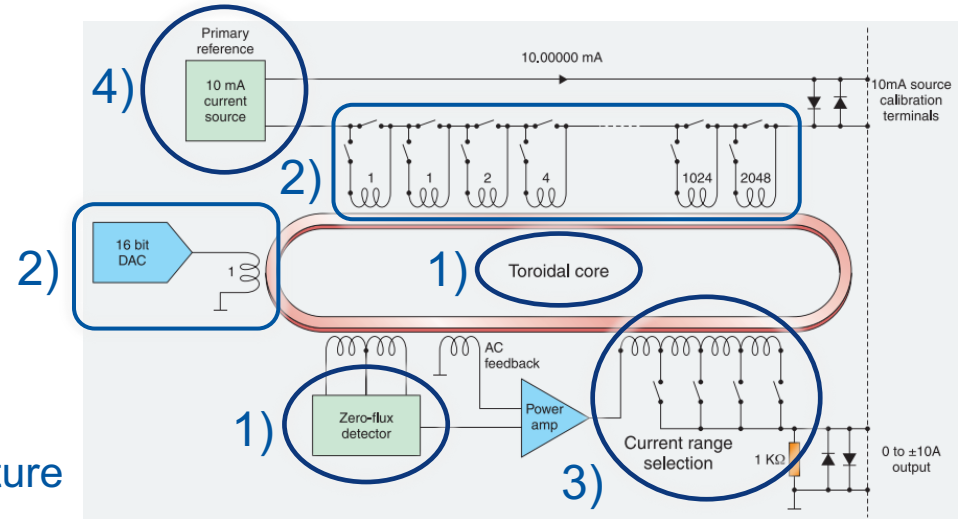 Primary
reference
4)
10 mA
current
source
10.00000 mA
10mA source
calibration
terminals
2)
1
1
2
4
1024
2048
2)
16 bit
DAC
1
1)
Toroidal core
AC
feedback
1)
Zero-flux
detector
Power
amp
Current range
selection
3)
1 KΩ
0 to ±10A
output
ture